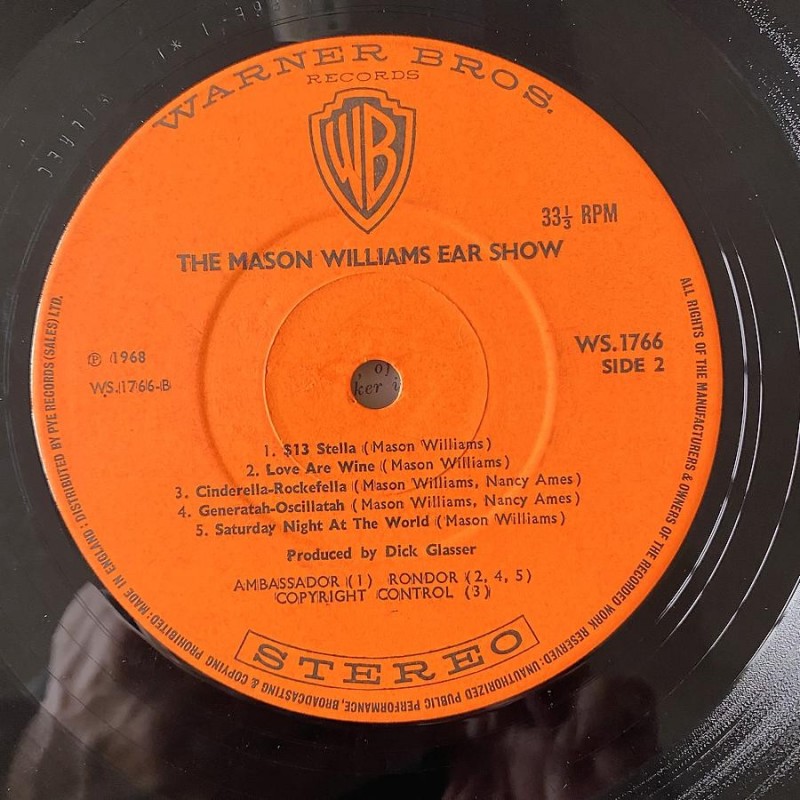 WARNER BROS.
RECORDS
WB
33⅓ RPM
THE MASON WILLIAMS EAR SHOW
℗ 1968
WS.1766-B
WS.1766
SIDE 2
ker i
1. $13 Stella (Mason Williams)
2. Love Are Wine (Mason Williams)
3. Cinderella-Rockefella (Mason Williams, Nancy Ames)
4. Generatah-Oscillatah (Mason Williams, Nancy Ames)
5. Saturday Night At The World (Mason Williams)
Produced by Dick Glasser
AMBASSADOR (1) RONDOR (2, 4, 5)
COPYRIGHT CONTROL (3)
STEREO
ALL RIGHTS OF THE MANUFACTURERS & OWNERS OF THE RECORDED WORK RESERVED: UNAUTHORIZED PUBLIC PERFORMANCE, BROADCASTING & COPYING PROHIBITED: MADE IN ENGLAND: DISTRIBUTED BY PYE RECORDS (SALES) LTD.